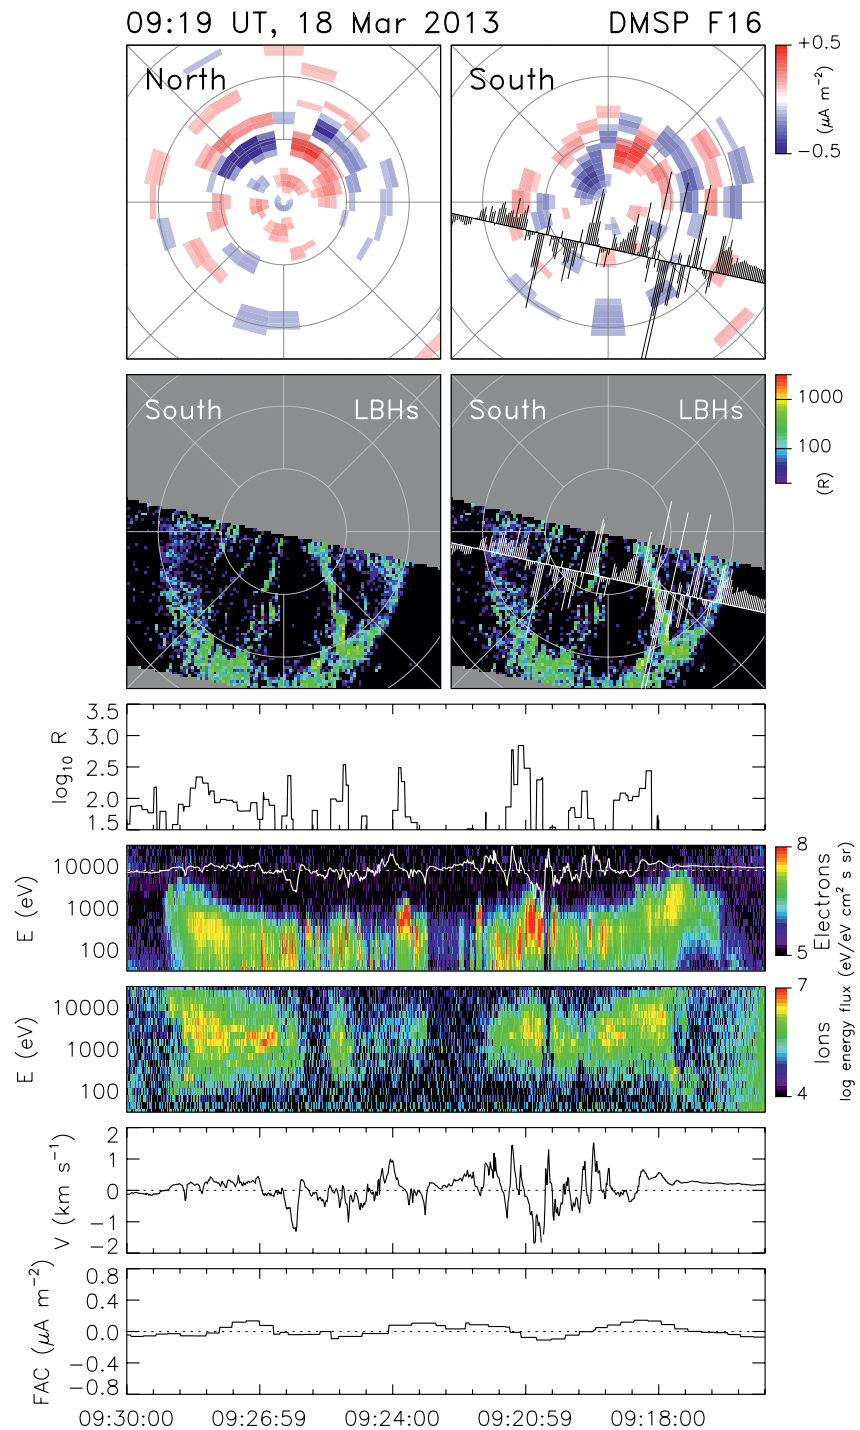 09:19 UT, 18 Mar 2013 DMSP F16
North
South
+0.5
(μA m⁻²)
−0.5
South LBHs
South LBHs
1000
100
(R)
log₁₀ R
3.5
3.0
2.5
2.0
1.5
E (eV)
10000
1000
100
8
5
Electrons
E (eV)
10000
1000
100
7
4
Ions
log energy flux (eV/eV cm² s sr)
V (km s⁻¹)
2
1
0
−1
−2
FAC (μA m⁻²)
0.8
0.4
0.0
−0.4
−0.8
09:30:00 09:26:59 09:24:00 09:20:59 09:18:00